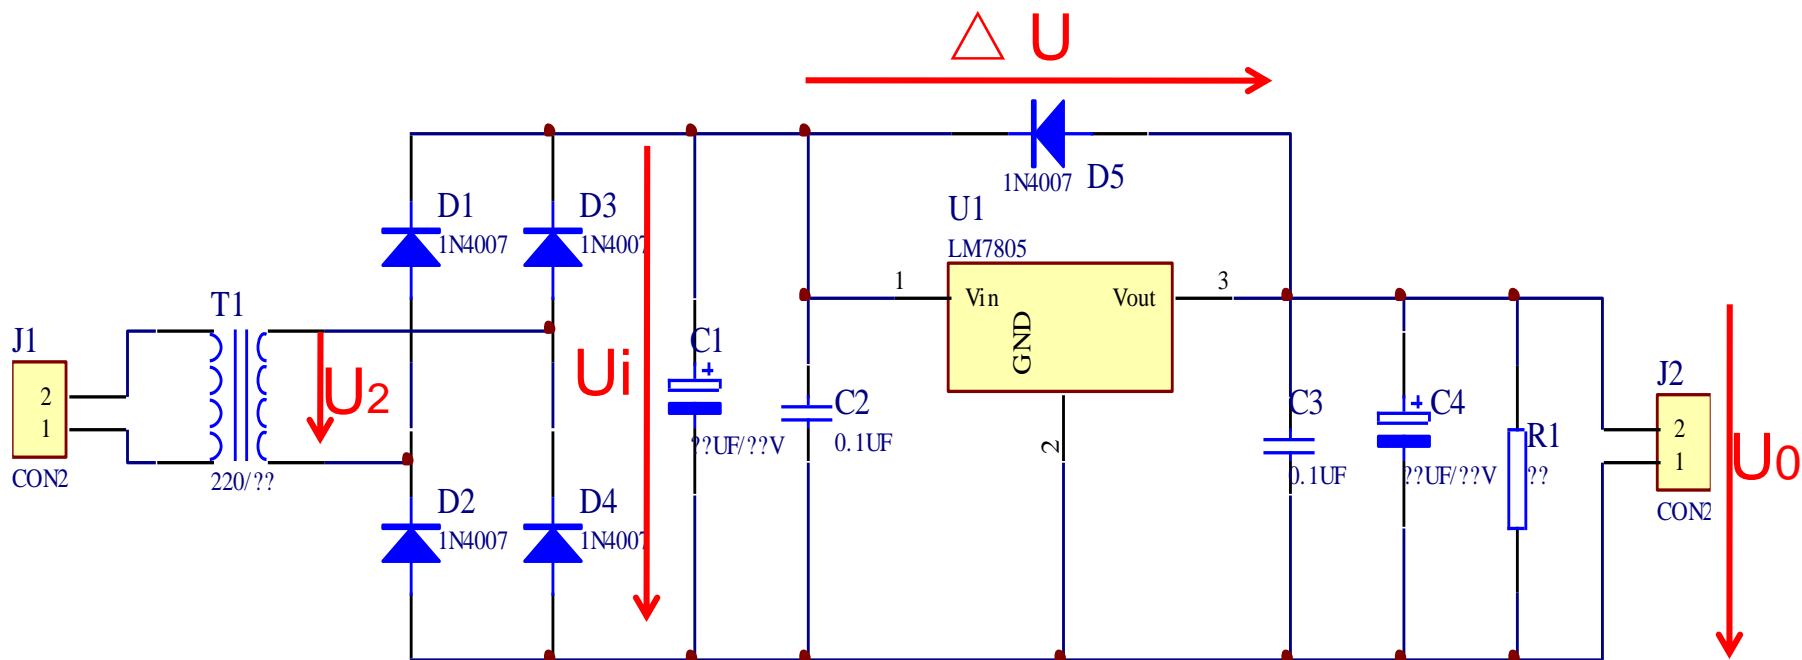 △ U
D1
1N4007
D3
1N4007
1N4007
D5
U1
LM7805
1
Vin
GND
Vout
3
2
T1
220/??
J1
2
1
CON2
U2
Ui
C1
+
??UF/??V
C2
0.1UF
D2
1N4007
D4
1N4007
C3
0.1UF
+
C4
??UF/??V
R1
??
J2
2
1
CON2
U0